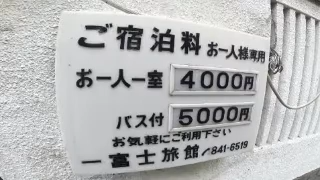 ご宿泊料 お一人様専用
お一人一室 4000円
バス付 5000円
お気軽にご利用下さい
一富士旅館 ☎841-6519